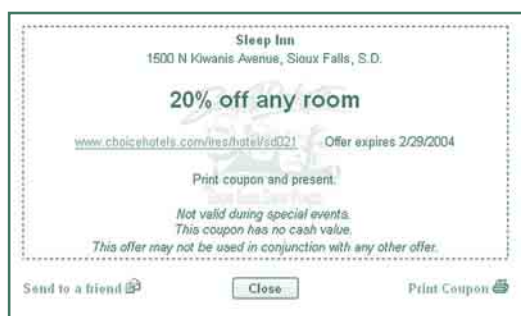 Sleep Inn
1500 N Kiwanis Avenue, Sioux Falls, S.D.
20% off any room
www.choicehotels.com/ires/hotel/sd021 Offer expires 2/29/2004
Print coupon and present.
Not valid during special events.
This coupon has no cash value.
This offer may not be used in conjunction with any other offer.
Send to a friend Close Print Coupon